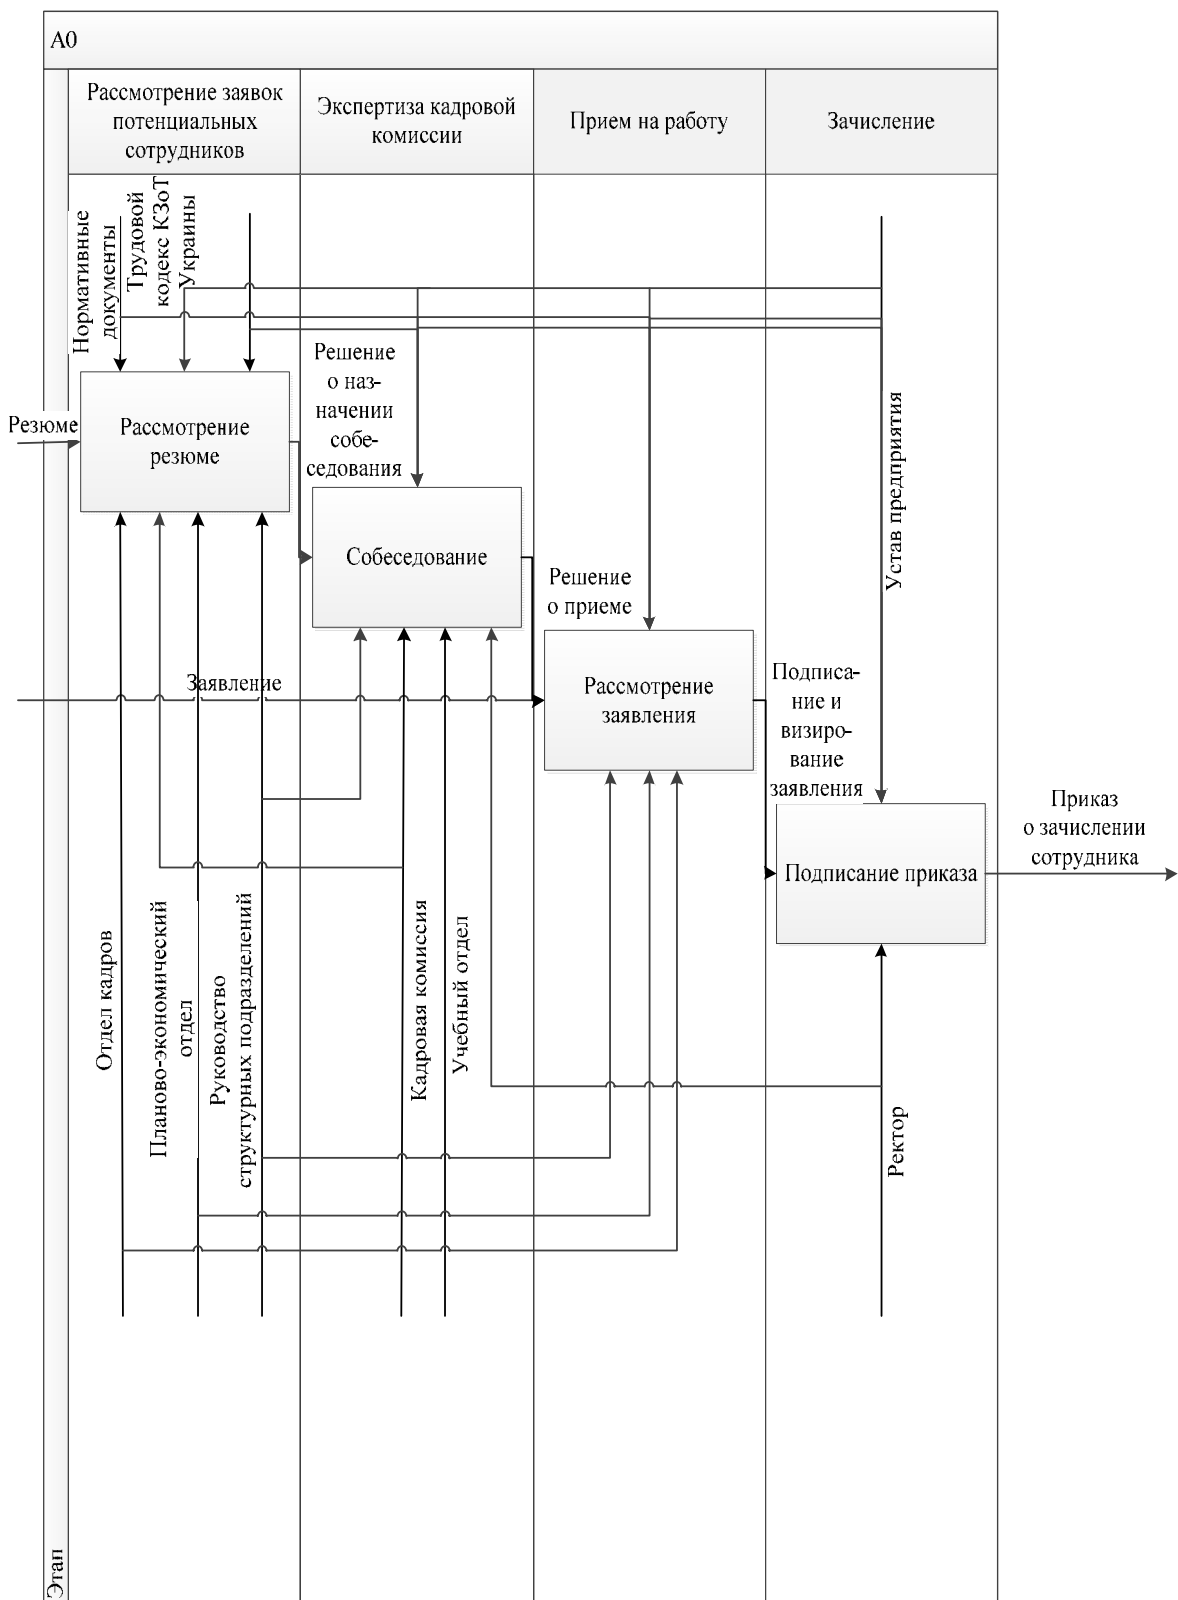 А0
Рассмотрение заявок
потенциальных
сотрудников
Экспертиза кадровой
комиссии
Прием на работу
Зачисление
Нормативные
документы
Трудовой
кодекс КЗоТ
Украины
Решение
о наз-
значении
собе-
седования
Резюме
Рассмотрение
резюме
Устав предприятия
Собеседование
Решение
о приеме
Заявление
Рассмотрение
заявления
Подписа-
ние и
визиро-
вание
заявления
Приказ
о зачислении
сотрудника
Подписание приказа
Отдел кадров
Планово-экономический
отдел
Руководство
структурных подразделений
Кадровая комиссия
Учебный отдел
Ректор
Этап